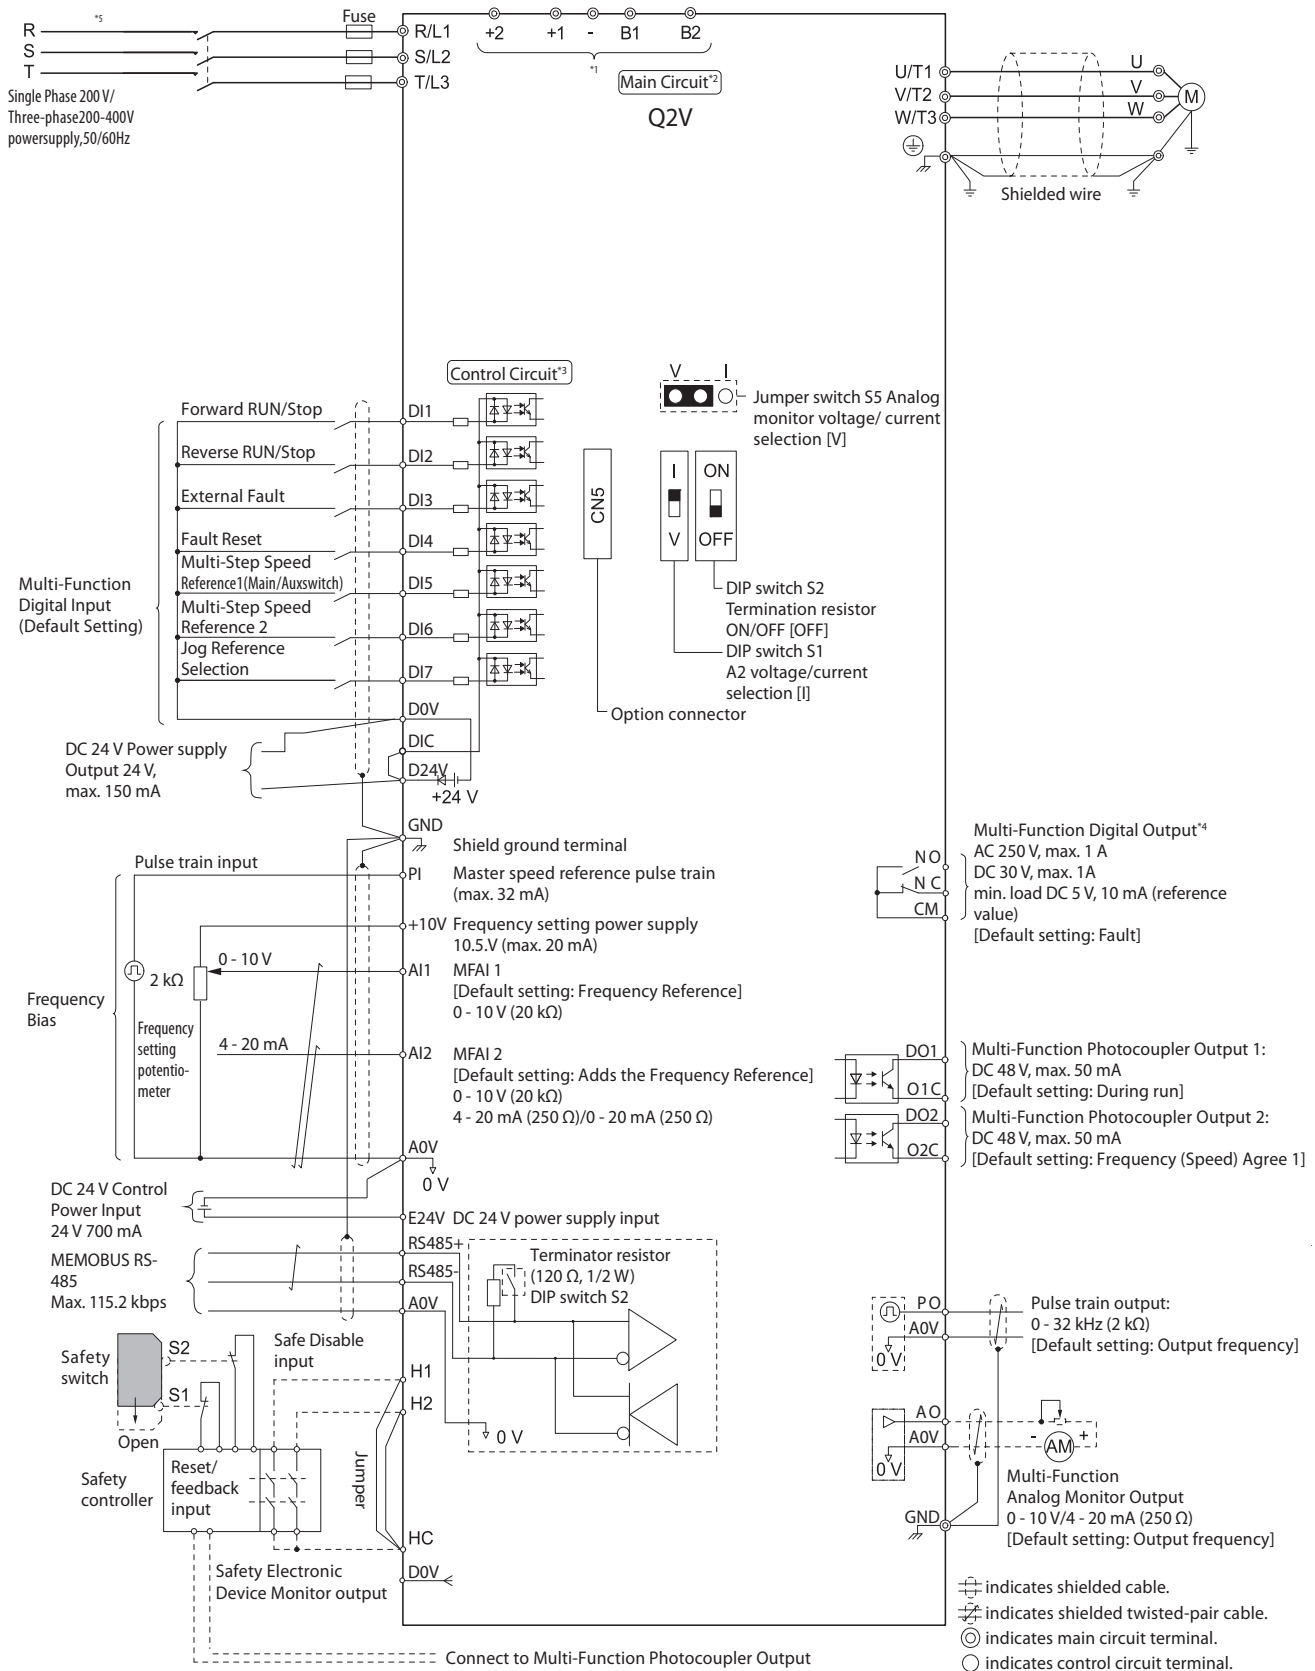 R
*5
S
T
Fuse
Single Phase 200 V/
Three-phase200-400V
powersupply,50/60Hz
R/L1
S/L2
T/L3
+2
+1
-
B1
B2
*1
Main Circuit*2
Q2V
U/T1
V/T2
W/T3
U
V
W
M
Shielded wire
Control Circuit*3
V
I
Jumper switch S5 Analog
monitor voltage/ current
selection [V]
Forward RUN/Stop
DI1
Reverse RUN/Stop
DI2
External Fault
DI3
Fault Reset
DI4
Multi-Step Speed
Reference1(Main/Auxswitch)
DI5
Multi-Step Speed
Reference 2
DI6
Jog Reference
Selection
DI7
Multi-Function
Digital Input
(Default Setting)
CN5
I
V
ON
OFF
DIP switch S2
Termination resistor
ON/OFF [OFF]
DIP switch S1
A2 voltage/current
selection [I]
Option connector
D0V
DIC
D24V
+24 V
DC 24 V Power supply
Output 24 V,
max. 150 mA
GND
Shield ground terminal
Pulse train input
PI
Master speed reference pulse train
(max. 32 mA)
+10V
Frequency setting power supply
10.5.V (max. 20 mA)
0 - 10 V
2 kΩ
AI1
MFAI 1
[Default setting: Frequency Reference]
0 - 10 V (20 kΩ)
Frequency
Bias
Frequency
setting
potentio-
meter
4 - 20 mA
AI2
MFAI 2
[Default setting: Adds the Frequency Reference]
0 - 10 V (20 kΩ)
4 - 20 mA (250 Ω)/0 - 20 mA (250 Ω)
A0V
0 V
NO
NC
CM
Multi-Function Digital Output*4
AC 250 V, max. 1 A
DC 30 V, max. 1A
min. load DC 5 V, 10 mA (reference
value)
[Default setting: Fault]
DO1
O1C
Multi-Function Photocoupler Output 1:
DC 48 V, max. 50 mA
[Default setting: During run]
DO2
O2C
Multi-Function Photocoupler Output 2:
DC 48 V, max. 50 mA
[Default setting: Frequency (Speed) Agree 1]
DC 24 V Control
Power Input
24 V 700 mA
E24V
DC 24 V power supply input
MEMOBUS RS-
485
Max. 115.2 kbps
RS485+
RS485-
A0V
Terminator resistor
(120 Ω, 1/2 W)
DIP switch S2
0 V
Safety
switch
S2
S1
Open
Safe Disable
input
H1
H2
Jumper
HC
D0V
Safety
controller
Reset/
feedback
input
Safety Electronic
Device Monitor output
Connect to Multi-Function Photocoupler Output
PO
A0V
0 V
Pulse train output:
0 - 32 kHz (2 kΩ)
[Default setting: Output frequency]
AO
A0V
0 V
-
AM
+
Multi-Function
Analog Monitor Output
0 - 10 V/4 - 20 mA (250 Ω)
[Default setting: Output frequency]
GND
indicates shielded cable.
indicates shielded twisted-pair cable.
indicates main circuit terminal.
indicates control circuit terminal.